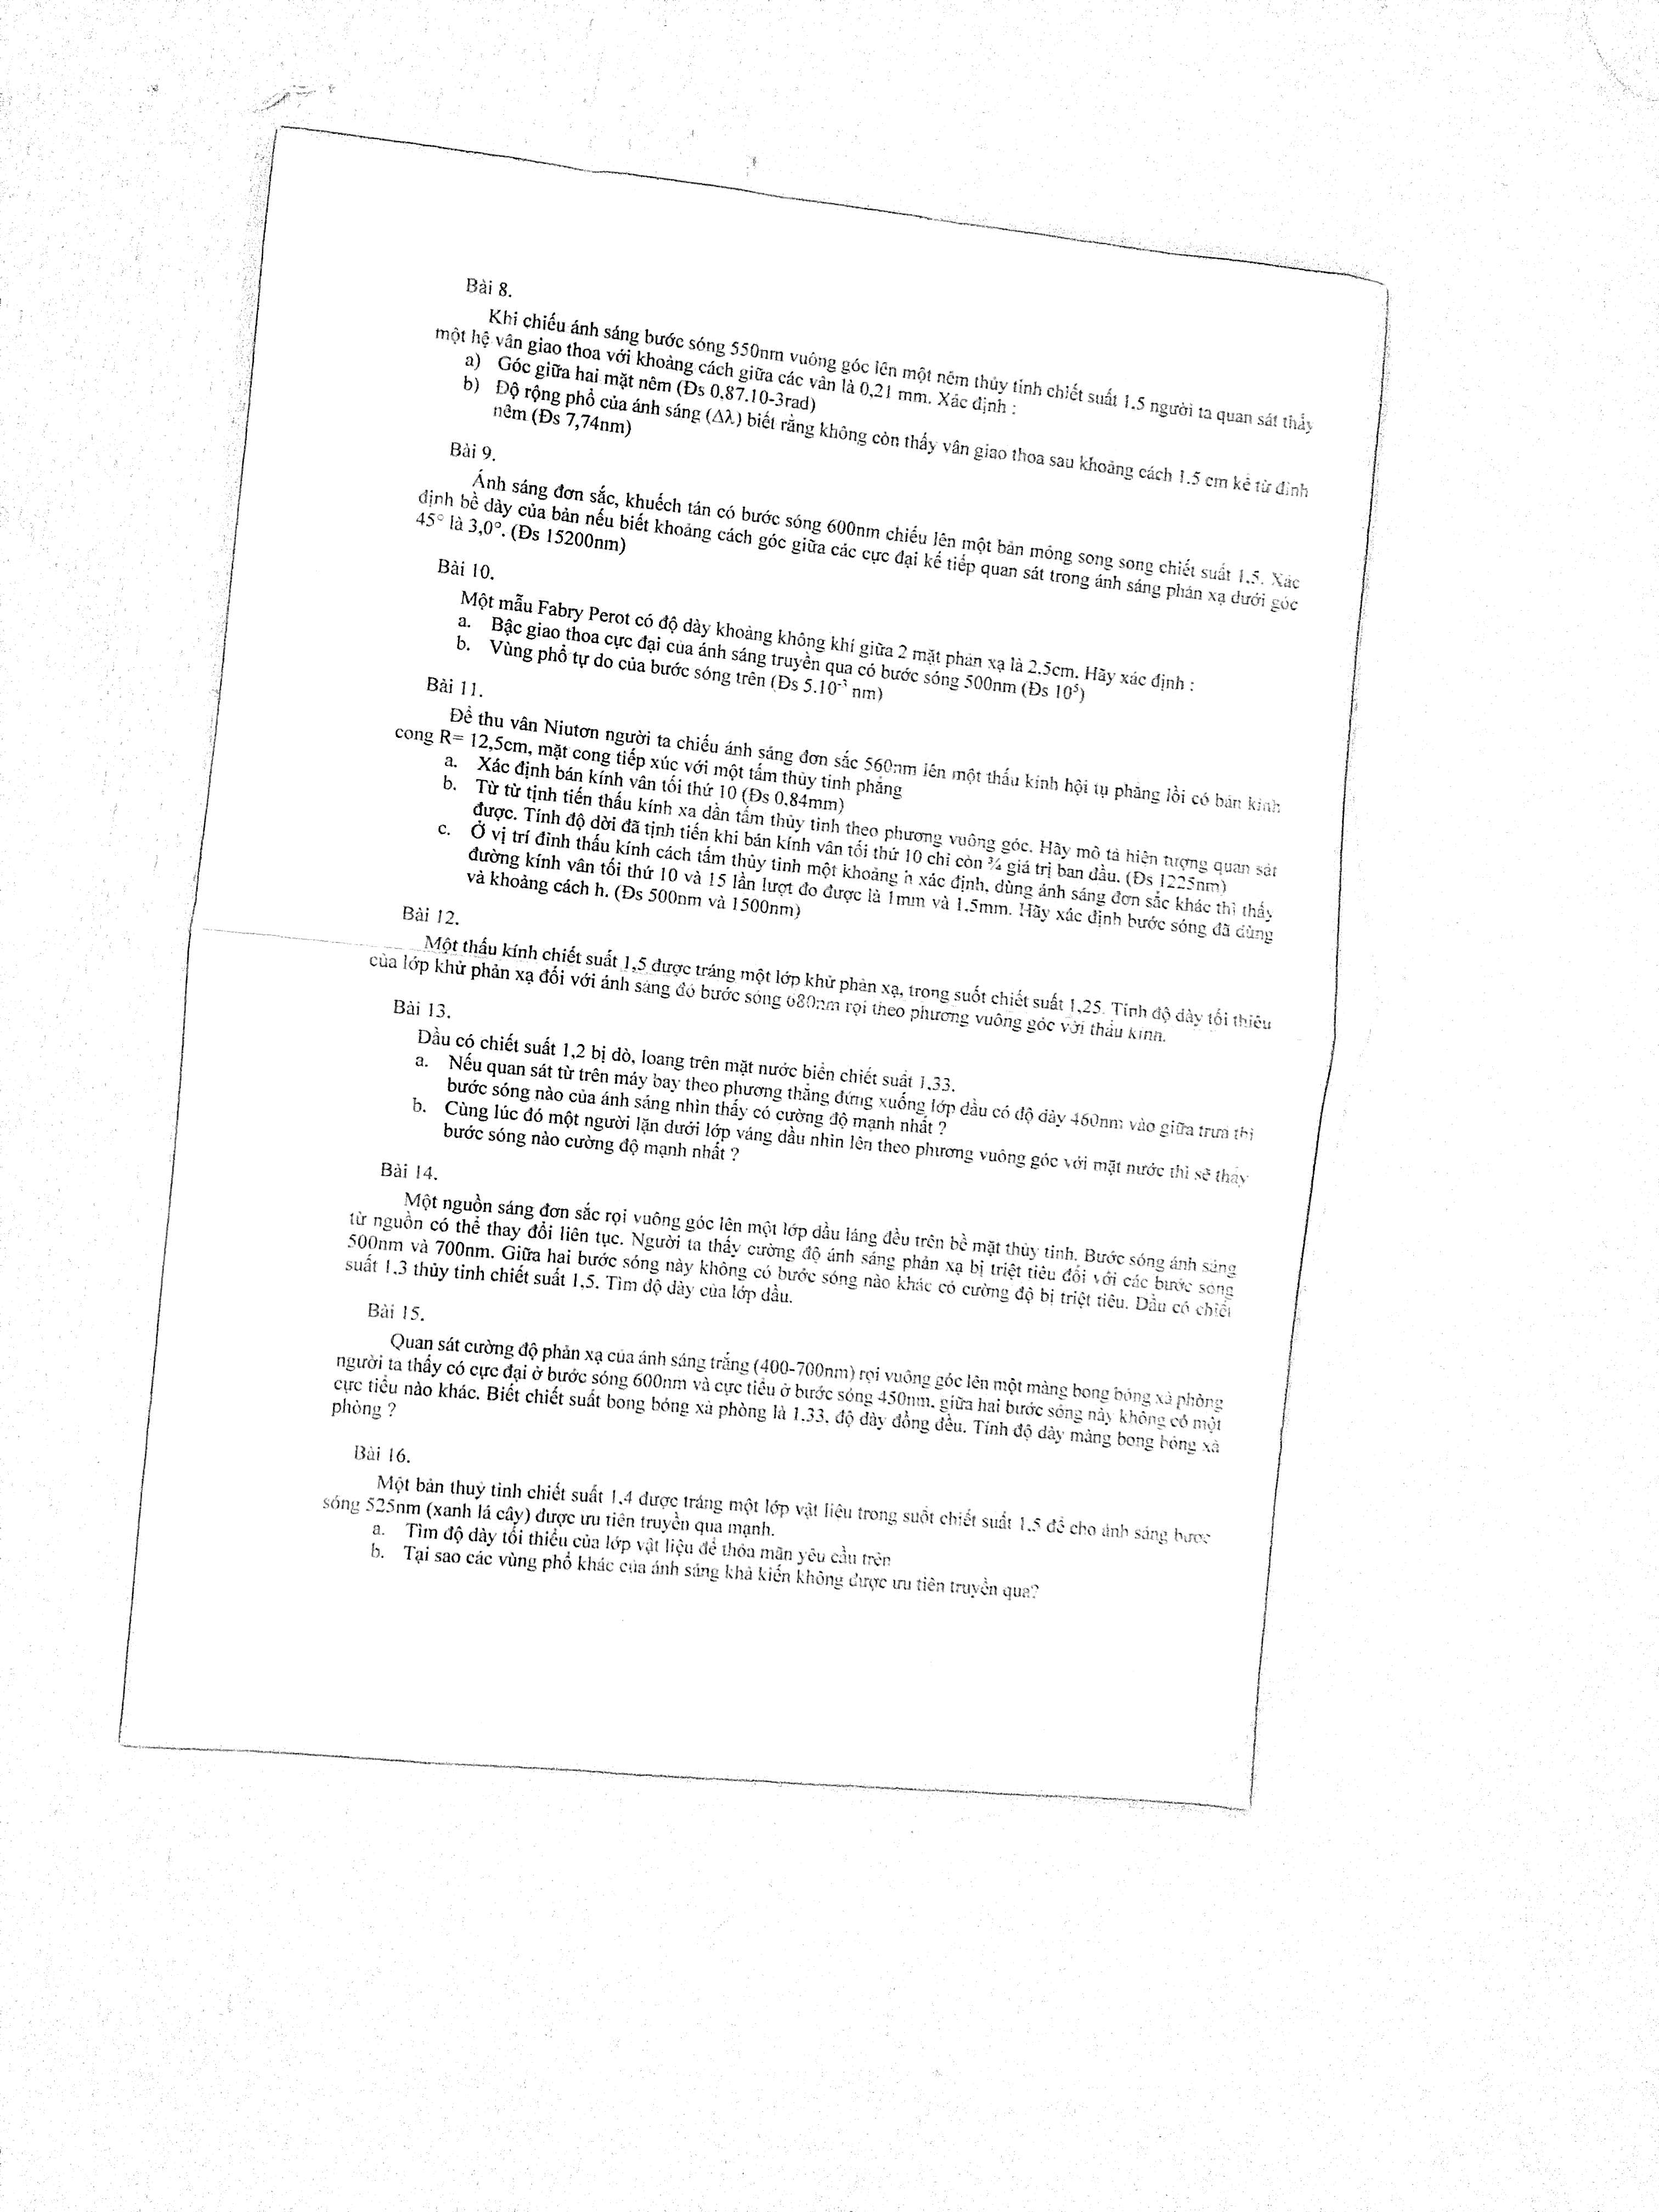 Bài 8.
Khi chiếu ánh sáng bước sóng 550nm vuông góc lên một nêm thủy tinh chiết suất 1.5 người ta quan sát thấy
một hệ vân giao thoa với khoảng cách giữa các vân là 0,21 mm. Xác định :
a) Góc giữa hai mặt nêm (Đs 0,87.10-3rad)
b) Độ rộng phổ của ánh sáng (Δλ) biết rằng không còn thấy vân giao thoa sau khoảng cách 1.5 cm kể từ đỉnh
nêm (Đs 7,74nm)
Bài 9.
Ánh sáng đơn sắc, khuếch tán có bước sóng 600nm chiếu lên một bản mỏng song song chiết suất 1.5. Xác
định bề dày của bản nếu biết khoảng cách góc giữa các cực đại kế tiếp quan sát trong ánh sáng phản xạ dưới góc
45° là 3,0°. (Đs 15200nm)
Bài 10.
Một mẫu Fabry Perot có độ dày khoảng không khí giữa 2 mặt phản xạ là 2,5cm. Hãy xác định :
a. Bậc giao thoa cực đại của ánh sáng truyền qua có bước sóng 500nm (Đs 10⁵)
b. Vùng phổ tự do của bước sóng trên (Đs 5.10⁻³ nm)
Bài 11.
Để thu vân Niutơn người ta chiếu ánh sáng đơn sắc 560nm lên một thấu kính hội tụ phẳng lồi có bán kính
cong R= 12,5cm, mặt cong tiếp xúc với một tấm thủy tinh phẳng
a. Xác định bán kính vân tối thứ 10 (Đs 0,84mm)
b. Từ từ tịnh tiến thấu kính xa dần tấm thủy tinh theo phương vuông góc. Hãy mô tả hiện tượng quan sát
được. Tính độ dời đã tịnh tiến khi bán kính vân tối thứ 10 chỉ còn ¾ giá trị ban đầu. (Đs 1225nm)
c. Ở vị trí đỉnh thấu kính cách tấm thủy tinh một khoảng h xác định, dùng ánh sáng đơn sắc khác thì thấy
đường kính vân tối thứ 10 và 15 lần lượt đo được là 1mm và 1.5mm. Hãy xác định bước sóng đã dùng
và khoảng cách h. (Đs 500nm và 1500nm)
Bài 12.
Một thấu kính chiết suất 1,5 được tráng một lớp khử phản xạ, trong suốt chiết suất 1,25. Tính độ dày tối thiểu
của lớp khử phản xạ đối với ánh sáng đỏ bước sóng 680nm rọi theo phương vuông góc với thấu kính.
Bài 13.
Dầu có chiết suất 1,2 bị dò, loang trên mặt nước biển chiết suất 1.33.
a. Nếu quan sát từ trên máy bay theo phương thẳng đứng xuống lớp dầu có độ dày 460nm vào giữa trưa thì
bước sóng nào của ánh sáng nhìn thấy có cường độ mạnh nhất ?
b. Cùng lúc đó một người lặn dưới lớp váng dầu nhìn lên theo phương vuông góc với mặt nước thì sẽ thấy
bước sóng nào cường độ mạnh nhất ?
Bài 14.
Một nguồn sáng đơn sắc rọi vuông góc lên một lớp dầu láng đều trên bề mặt thủy tinh. Bước sóng ánh sáng
từ nguồn có thể thay đổi liên tục. Người ta thấy cường độ ánh sáng phản xạ bị triệt tiêu đối với các bước sóng
500nm và 700nm. Giữa hai bước sóng này không có bước sóng nào khác có cường độ bị triệt tiêu. Dầu có chiết
suất 1.3 thủy tinh chiết suất 1,5. Tìm độ dày của lớp dầu.
Bài 15.
Quan sát cường độ phản xạ của ánh sáng trắng (400-700nm) rọi vuông góc lên một màng bong bóng xà phòng
người ta thấy có cực đại ở bước sóng 600nm và cực tiểu ở bước sóng 450nm, giữa hai bước sóng này không có một
cực tiểu nào khác. Biết chiết suất bong bóng xà phòng là 1.33, độ dày đồng đều. Tính độ dày màng bong bóng xà
phòng ?
Bài 16.
Một bản thuỷ tinh chiết suất 1.4 được tráng một lớp vật liệu trong suốt chiết suất 1.5 để cho ánh sáng bước
sóng 525nm (xanh lá cây) được ưu tiên truyền qua mạnh.
a. Tìm độ dày tối thiểu của lớp vật liệu để thỏa mãn yêu cầu trên
b. Tại sao các vùng phổ khác của ánh sáng khả kiến không được ưu tiên truyền qua?